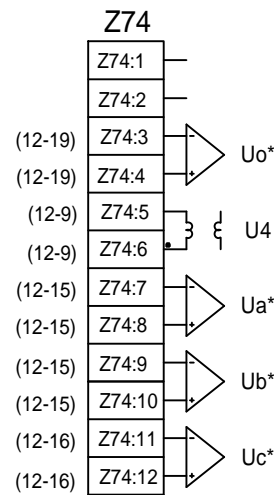 Z74
Z74:1
Z74:2
(12-19) Z74:3 -
Uo*
(12-19) Z74:4 +
(12-9) Z74:5
U4
(12-9) Z74:6
(12-15) Z74:7 -
Ua*
(12-15) Z74:8 +
(12-15) Z74:9 -
Ub*
(12-15) Z74:10 +
(12-16) Z74:11 -
Uc*
(12-16) Z74:12 +